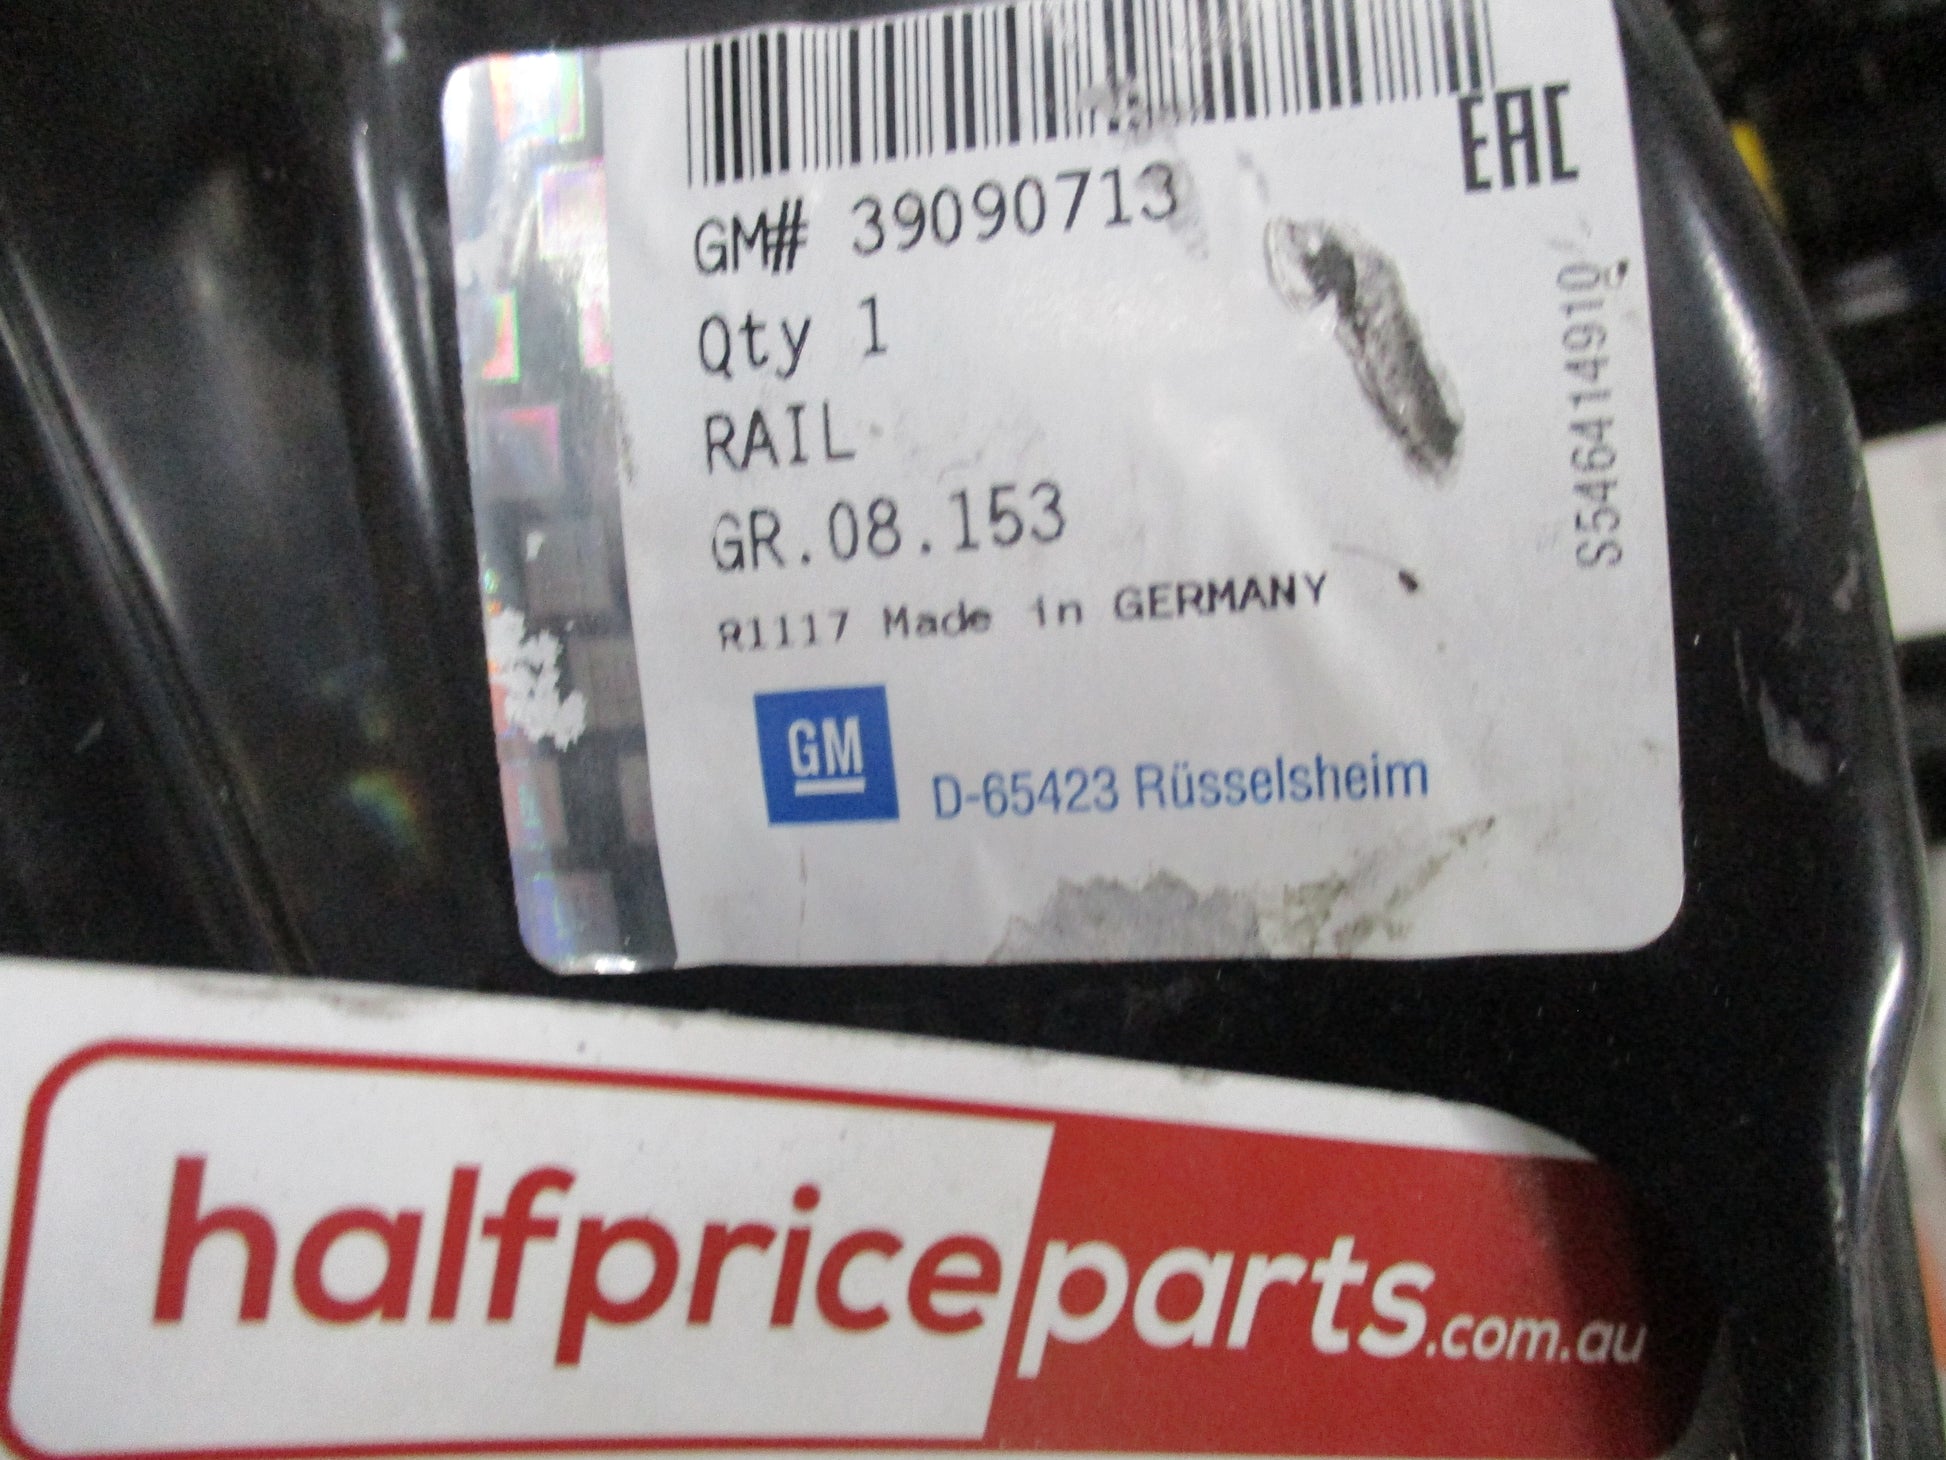 EAC
GM# 39090713
Qty 1
RAIL
GR.08.153
R1117 Made in GERMANY
GM
D-65423 Rüsselsheim
halfpriceparts.com.au